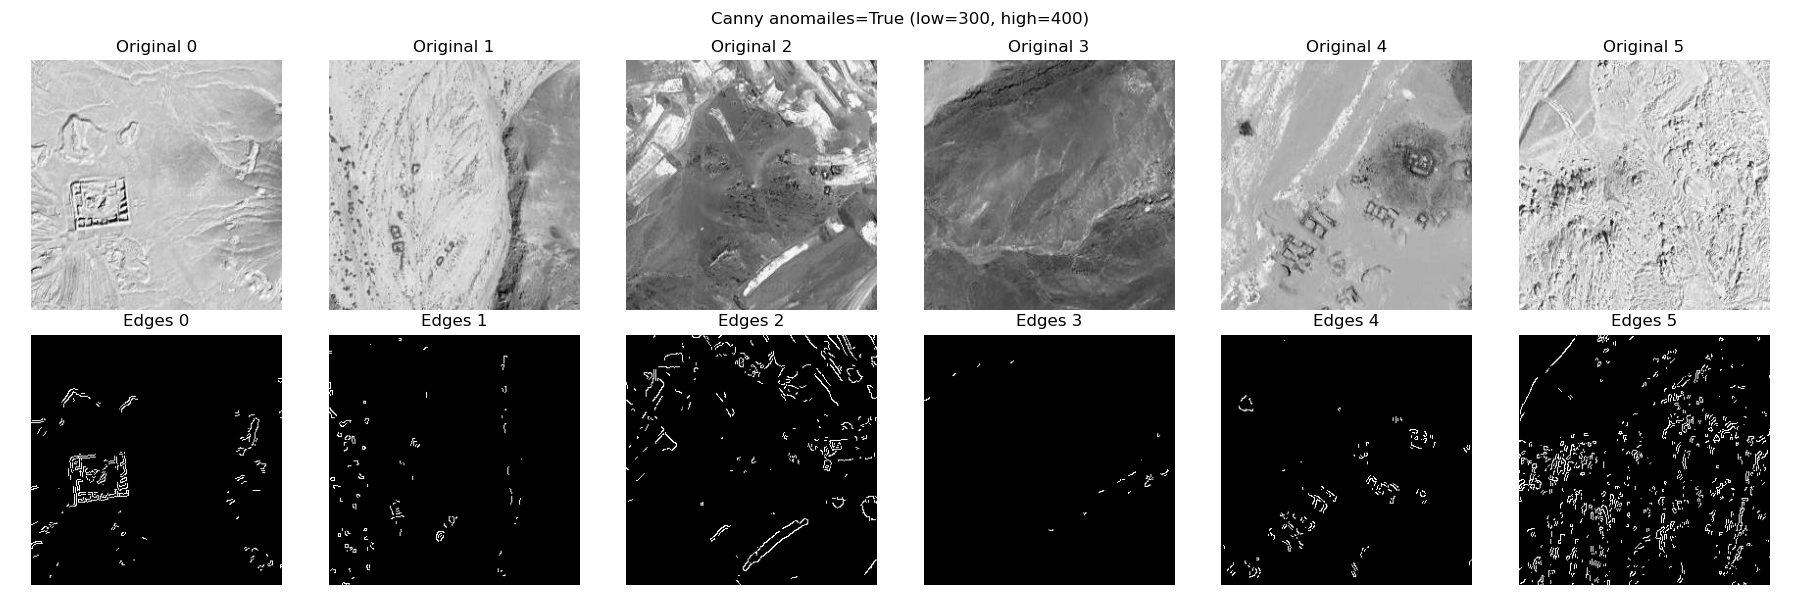 Canny anomailes=True (low=300, high=400)
Original 0
Original 1
Original 2
Original 3
Original 4
Original 5
Edges 0
Edges 1
Edges 2
Edges 3
Edges 4
Edges 5